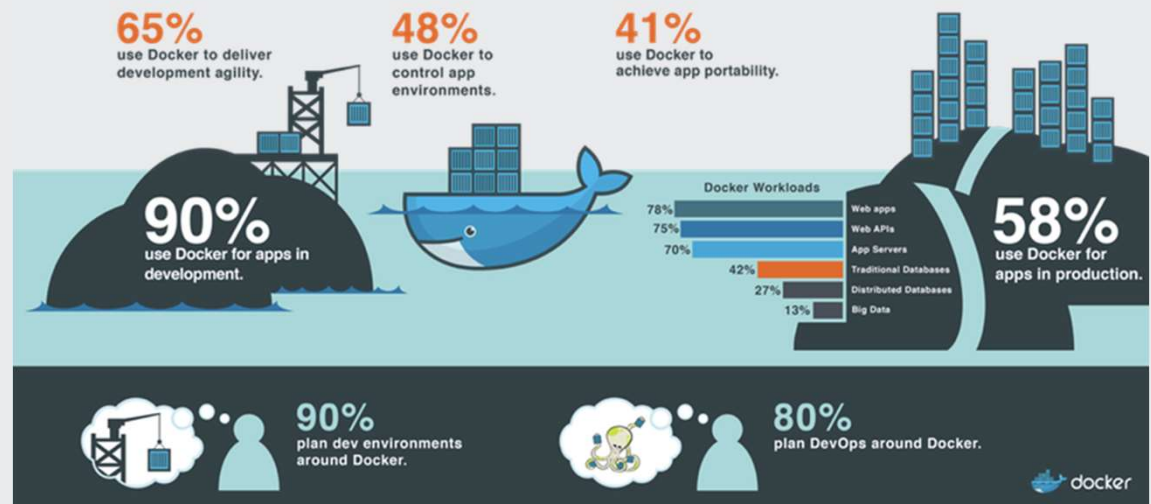 65%
use Docker to deliver
development agility.
48%
use Docker to
control app
environments.
41%
use Docker to
achieve app portability.
90%
use Docker for apps in
development.
Docker Workloads
78% Web apps
75% Web APIs
70% App Servers
42% Traditional Databases
27% Distributed Databases
13% Big Data
58%
use Docker for
apps in production.
90%
plan dev environments
around Docker.
80%
plan DevOps around Docker.
docker